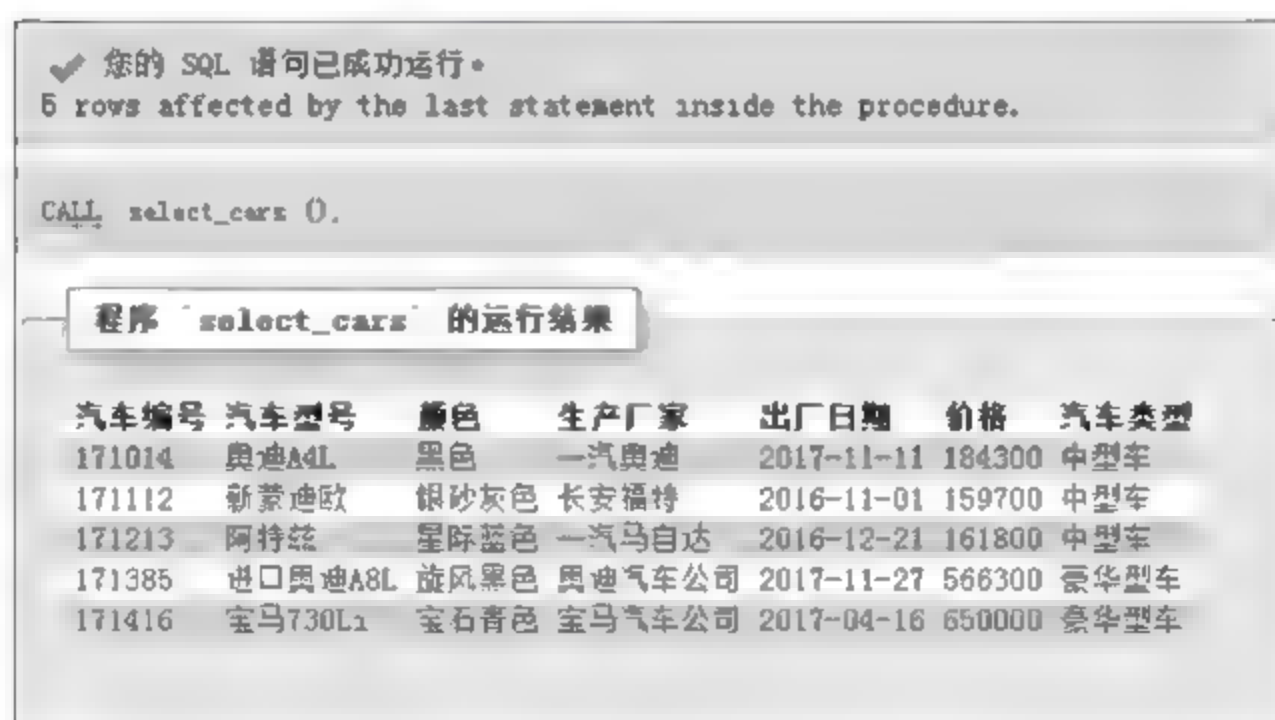 您的 SQL 语句已成功运行。
5 rows affected by the last statement inside the procedure.
CALL select_cars ();
程序 `select_cars` 的运行结果
汽车编号 汽车型号 颜色 生产厂家 出厂日期 价格 汽车类型
171014 奥迪A4L 黑色 一汽奥迪 2017-11-11 184300 中型车
171112 新蒙迪欧 银砂灰色 长安福特 2016-11-01 159700 中型车
171213 阿特兹 星际蓝色 一汽马自达 2016-12-21 161800 中型车
171385 进口奥迪A8L 旋风黑色 奥迪汽车公司 2017-11-27 566300 豪华型车
171416 宝马730Li 宝石青色 宝马汽车公司 2017-04-16 650000 豪华型车